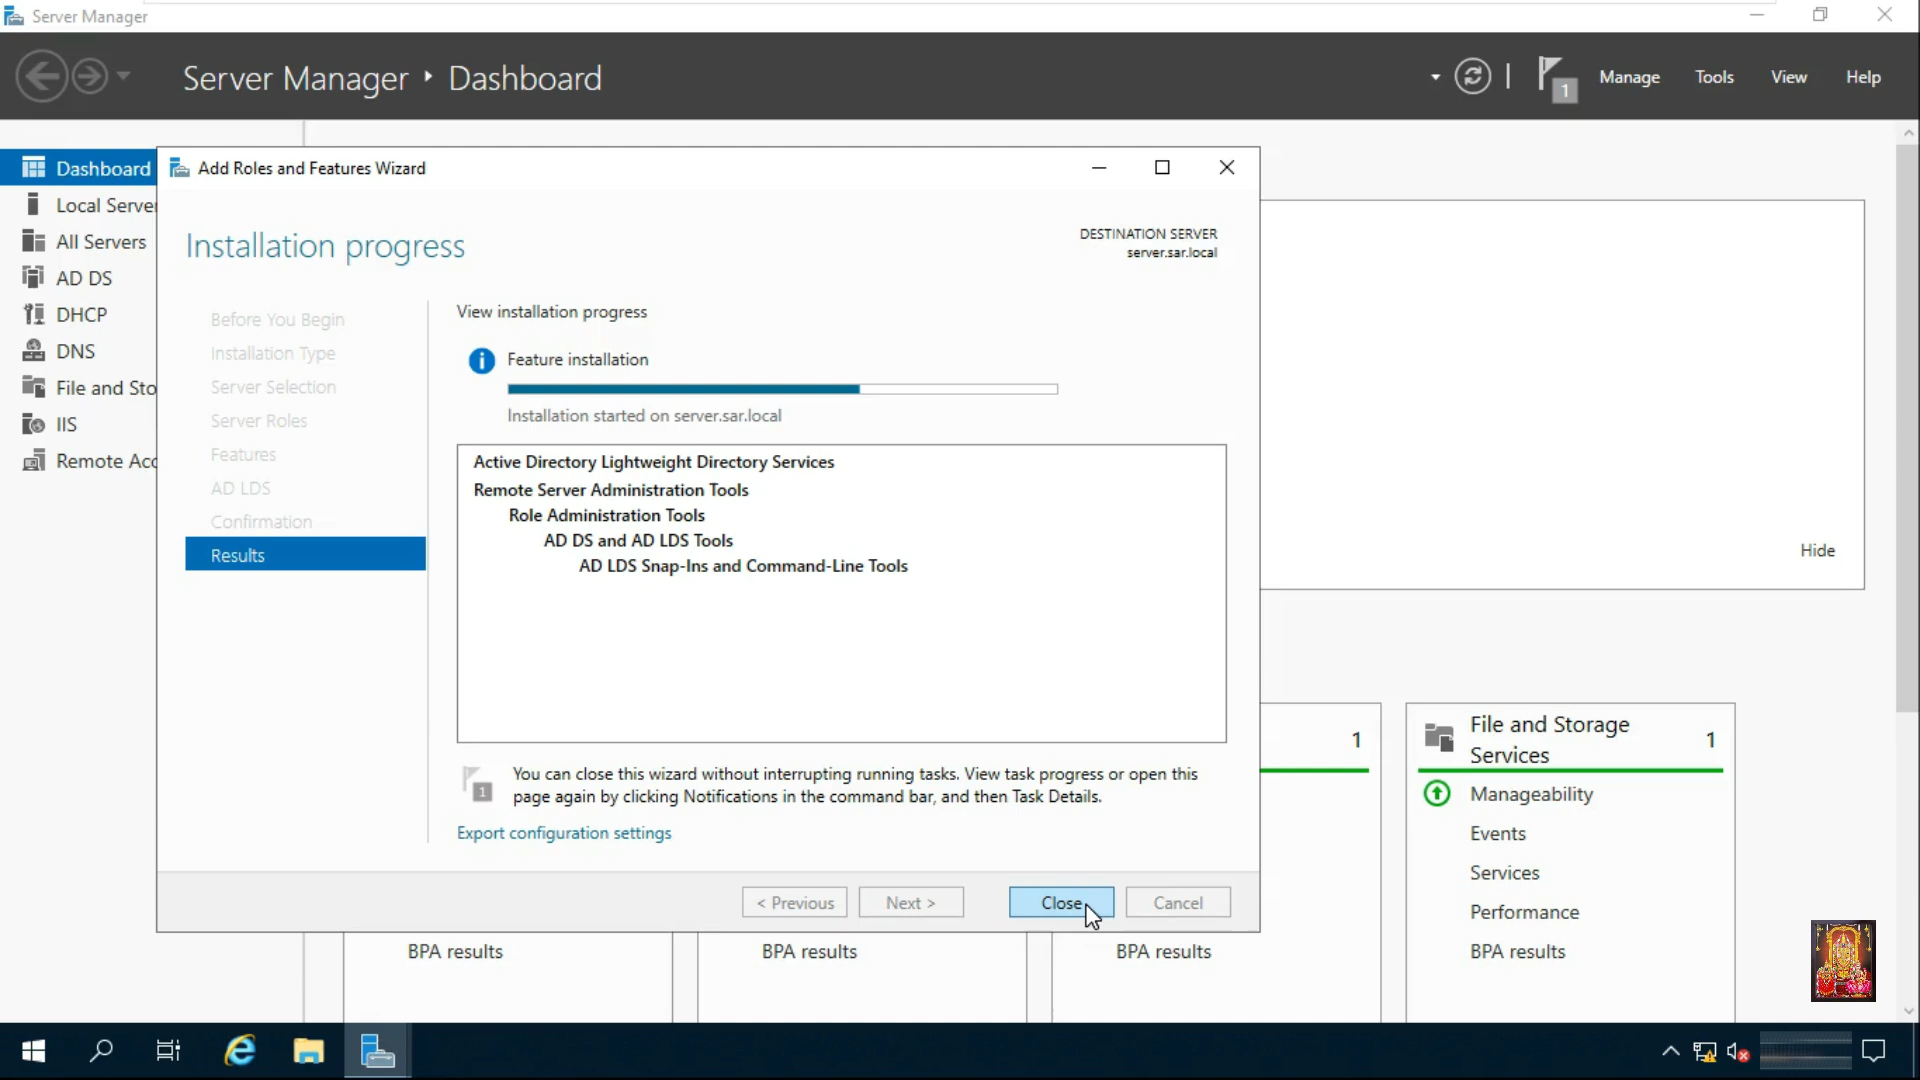 Server Manager
Server Manager ‣ Dashboard
1
Manage
Tools
View
Help
Dashboard
Local Server
All Servers
AD DS
DHCP
DNS
File and Sto
IIS
Remote Acc
Add Roles and Features Wizard
Installation progress
DESTINATION SERVER
server.sar.local
Before You Begin
Installation Type
Server Selection
Server Roles
Features
AD LDS
Confirmation
Results
View installation progress
Feature installation
Installation started on server.sar.local
Active Directory Lightweight Directory Services
Remote Server Administration Tools
Role Administration Tools
AD DS and AD LDS Tools
AD LDS Snap-Ins and Command-Line Tools
1
You can close this wizard without interrupting running tasks. View task progress or open this
page again by clicking Notifications in the command bar, and then Task Details.
Export configuration settings
< Previous
Next >
Close
Cancel
Hide
1
File and Storage
Services
1
Manageability
Events
Services
Performance
BPA results
BPA results
BPA results
BPA results